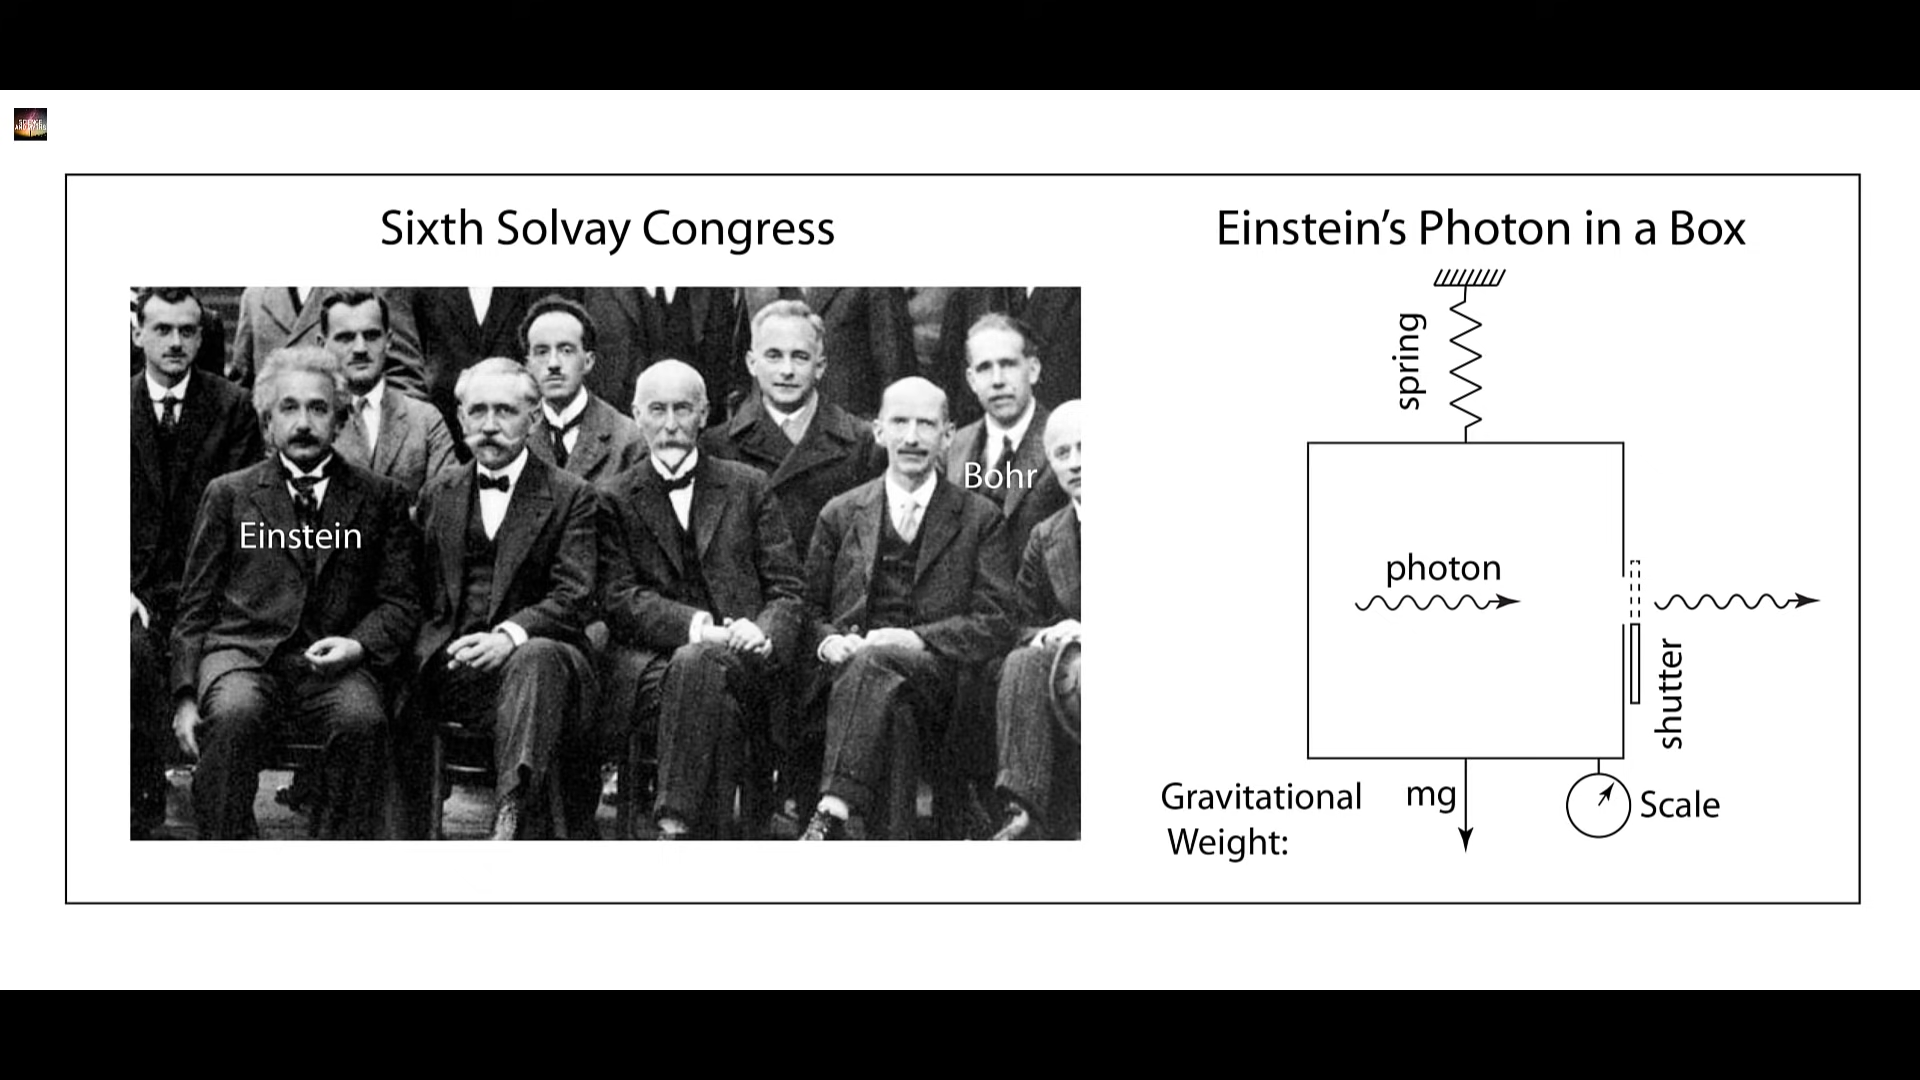 Sixth Solvay Congress
Einstein
Bohr
Einstein's Photon in a Box
spring
photon
shutter
Gravitational
Weight:
mg
Scale